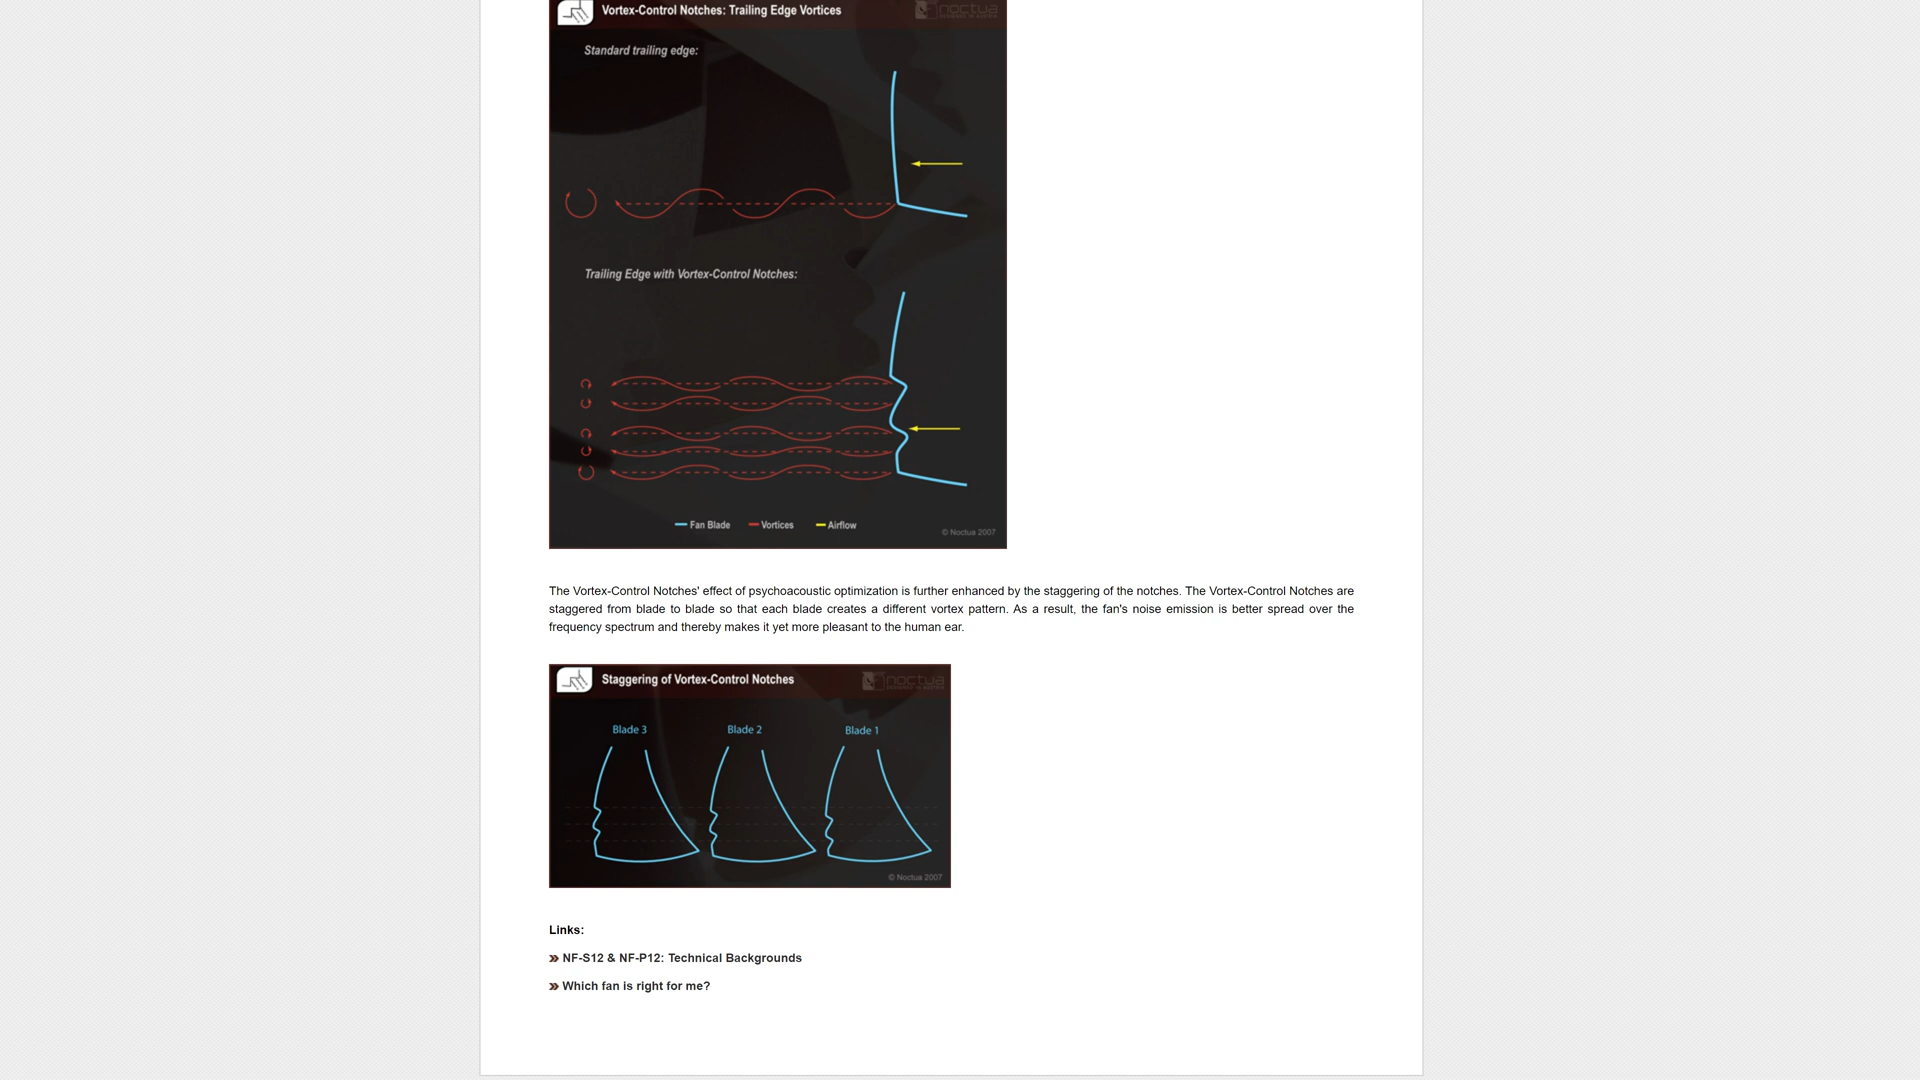 Vortex-Control Notches: Trailing Edge Vortices
noctua
Standard trailing edge:
Trailing Edge with Vortex-Control Notches:
Fan Blade Vortices Airflow
© Noctua 2007
The Vortex-Control Notches' effect of psychoacoustic optimization is further enhanced by the staggering of the notches. The Vortex-Control Notches are
staggered from blade to blade so that each blade creates a different vortex pattern. As a result, the fan's noise emission is better spread over the
frequency spectrum and thereby makes it yet more pleasant to the human ear.
Staggering of Vortex-Control Notches
noctua
Blade 3 Blade 2 Blade 1
© Noctua 2007
Links:
NF-S12 & NF-P12: Technical Backgrounds
Which fan is right for me?